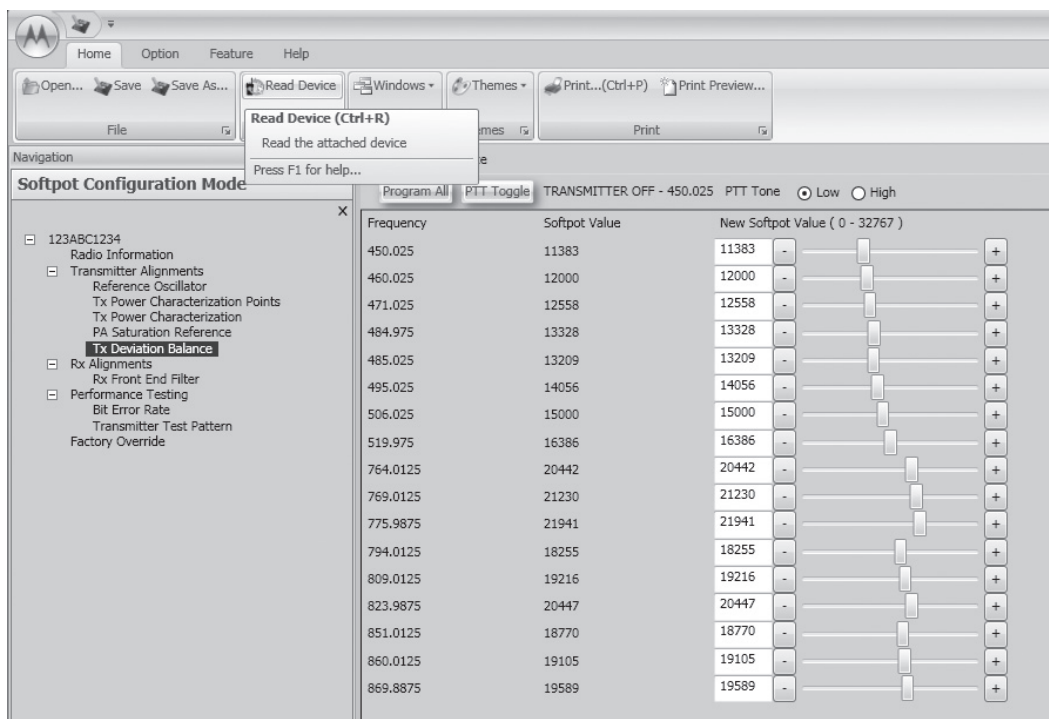 Home Option Feature Help
Open... Save Save As... Read Device Windows Themes Print...(Ctrl+P) Print Preview...
File Print
Read Device (Ctrl+R)
Read the attached device
Press F1 for help...
Navigation
Softpot Configuration Mode
X
123ABC1234
Radio Information
Transmitter Alignments
Reference Oscillator
Tx Power Characterization Points
Tx Power Characterization
PA Saturation Reference
Tx Deviation Balance
Rx Alignments
Rx Front End Filter
Performance Testing
Bit Error Rate
Transmitter Test Pattern
Factory Override
Program All PTT Toggle TRANSMITTER OFF - 450.025 PTT Tone Low High
Frequency Softpot Value New Softpot Value ( 0 - 32767 )
450.025 11383 11383 - +
460.025 12000 12000 - +
471.025 12558 12558 - +
484.975 13328 13328 - +
485.025 13209 13209 - +
495.025 14056 14056 - +
506.025 15000 15000 - +
519.975 16386 16386 - +
764.0125 20442 20442 - +
769.0125 21230 21230 - +
775.9875 21941 21941 - +
794.0125 18255 18255 - +
809.0125 19216 19216 - +
823.9875 20447 20447 - +
851.0125 18770 18770 - +
860.0125 19105 19105 - +
869.8875 19589 19589 - +